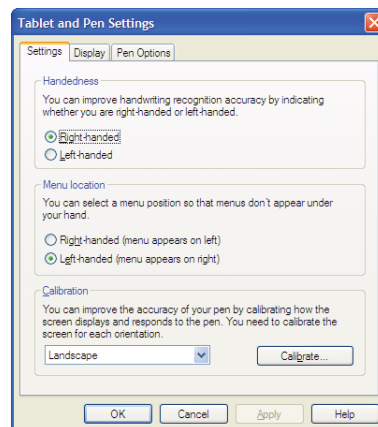 Tablet and Pen Settings
Settings Display Pen Options
Handedness
You can improve handwriting recognition accuracy by indicating
whether you are right-handed or left-handed.
Right-handed
Left-handed
Menu location
You can select a menu position so that menus don't appear under
your hand.
Right-handed (menu appears on left)
Left-handed (menu appears on right)
Calibration
You can improve the accuracy of your pen by calibrating how the
screen displays and responds to the pen. You need to calibrate the
screen for each orientation.
Landscape Calibrate...
OK Cancel Apply Help